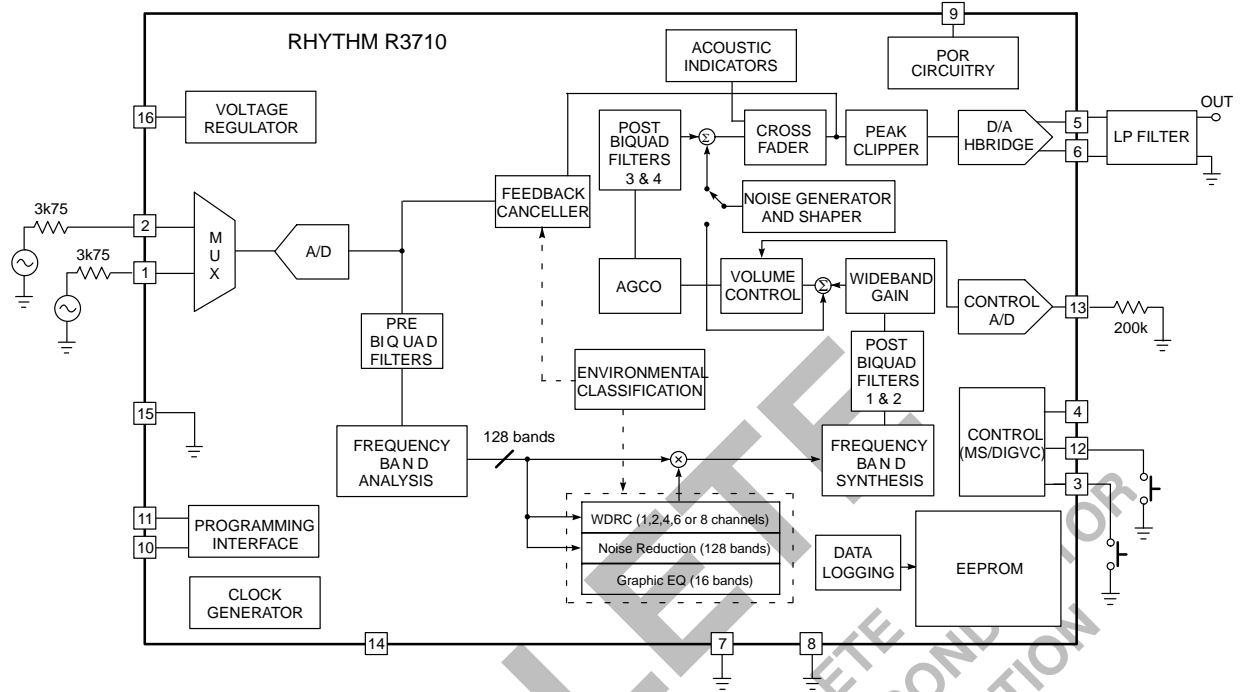 RHYTHM R3710
9
POR
CIRCUITRY
ACOUSTIC
INDICATORS
16
VOLTAGE
REGULATOR
POST
BIQUAD
FILTERS
3 & 4
Σ
CROSS
FADER
PEAK
CLIPPER
D/A
HBRIDGE
5
6
LP FILTER
OUT
3k75
2
3k75
1
M
U
X
A/D
FEEDBACK
CANCELLER
NOISE GENERATOR
AND SHAPER
AGCO
VOLUME
CONTROL
Σ
WIDEBAND
GAIN
CONTROL
A/D
13
200k
PRE
BIQUAD
FILTERS
ENVIRONMENTAL
CLASSIFICATION
POST
BIQUAD
FILTERS
1 & 2
15
FREQUENCY
BAND
ANALYSIS
128 bands
×
FREQUENCY
BAND
SYNTHESIS
CONTROL
(MS/DIGVC)
4
12
3
11
10
PROGRAMMING
INTERFACE
WDRC (1,2,4,6 or 8 channels)
Noise Reduction (128 bands)
Graphic EQ (16 bands)
DATA
LOGGING
EEPROM
CLOCK
GENERATOR
14
7
8